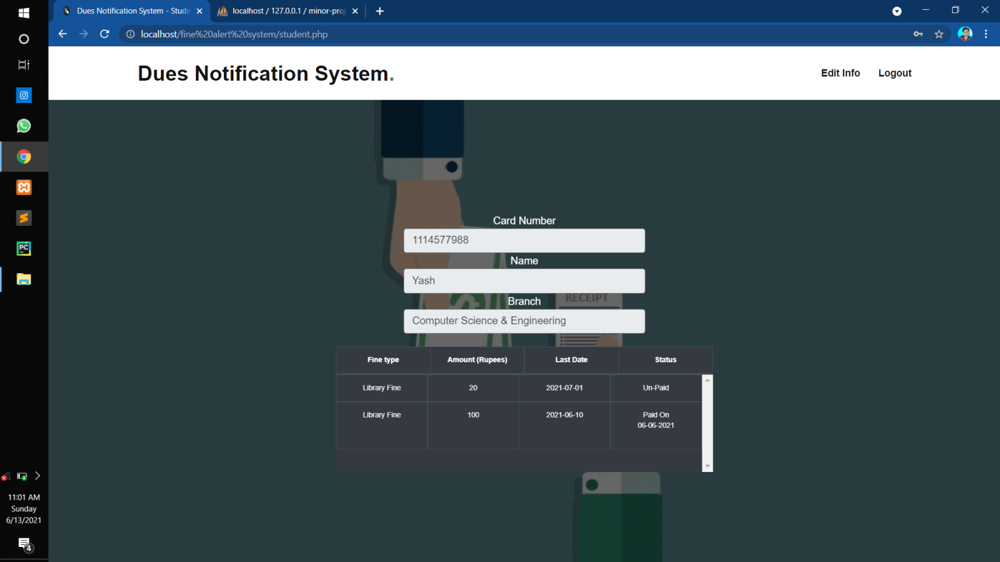 Dues Notification System - Stude
localhost / 127.0.0.1 / minor-proj
localhost/fine%20alert%20system/student.php
Dues Notification System.
Edit Info
Logout
Card Number
1114577988
Name
Yash
Branch
RECEIPT
Computer Science & Engineering
Fine type Amount (Rupees) Last Date Status
Library Fine 20 2021-07-01 Un-Paid
Library Fine 100 2021-06-10 Paid On
06-06-2021
PC
11:01 AM
Sunday
6/13/2021
4